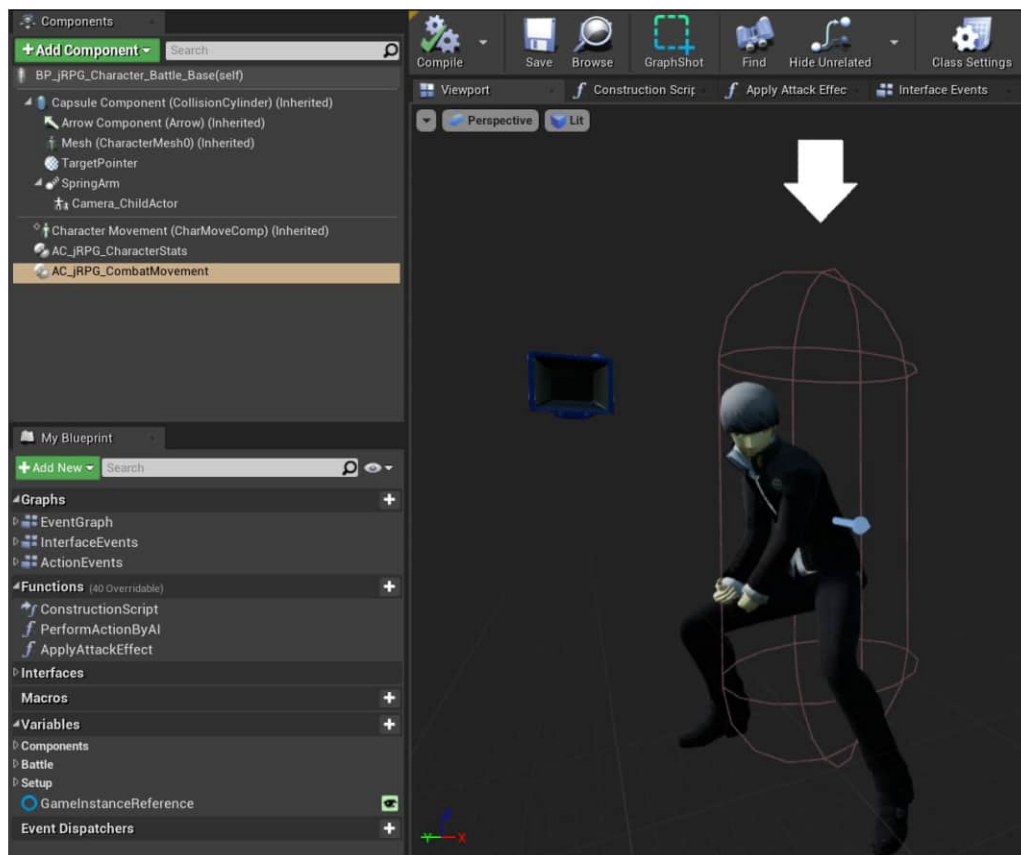 Components
+Add Component
Search
BP_jRPG_Character_Battle_Base(self)
Capsule Component (CollisionCylinder) (Inherited)
Arrow Component (Arrow) (Inherited)
Mesh (CharacterMesh0) (Inherited)
TargetPointer
SpringArm
Camera_ChildActor
Character Movement (CharMoveComp) (Inherited)
AC_jRPG_CharacterStats
AC_jRPG_CombatMovement
My Blueprint
+Add New
Search
Graphs
EventGraph
InterfaceEvents
ActionEvents
Functions (40 Overridable)
ConstructionScript
PerformActionByAI
ApplyAttackEffect
Interfaces
Macros
Variables
Components
Battle
Setup
GameInstanceReference
Event Dispatchers
Compile
Save
Browse
GraphShot
Find
Hide Unrelated
Class Settings
Viewport
Construction Scrip
Apply Attack Effec
Interface Events
Perspective
Lit
Z
Y
X